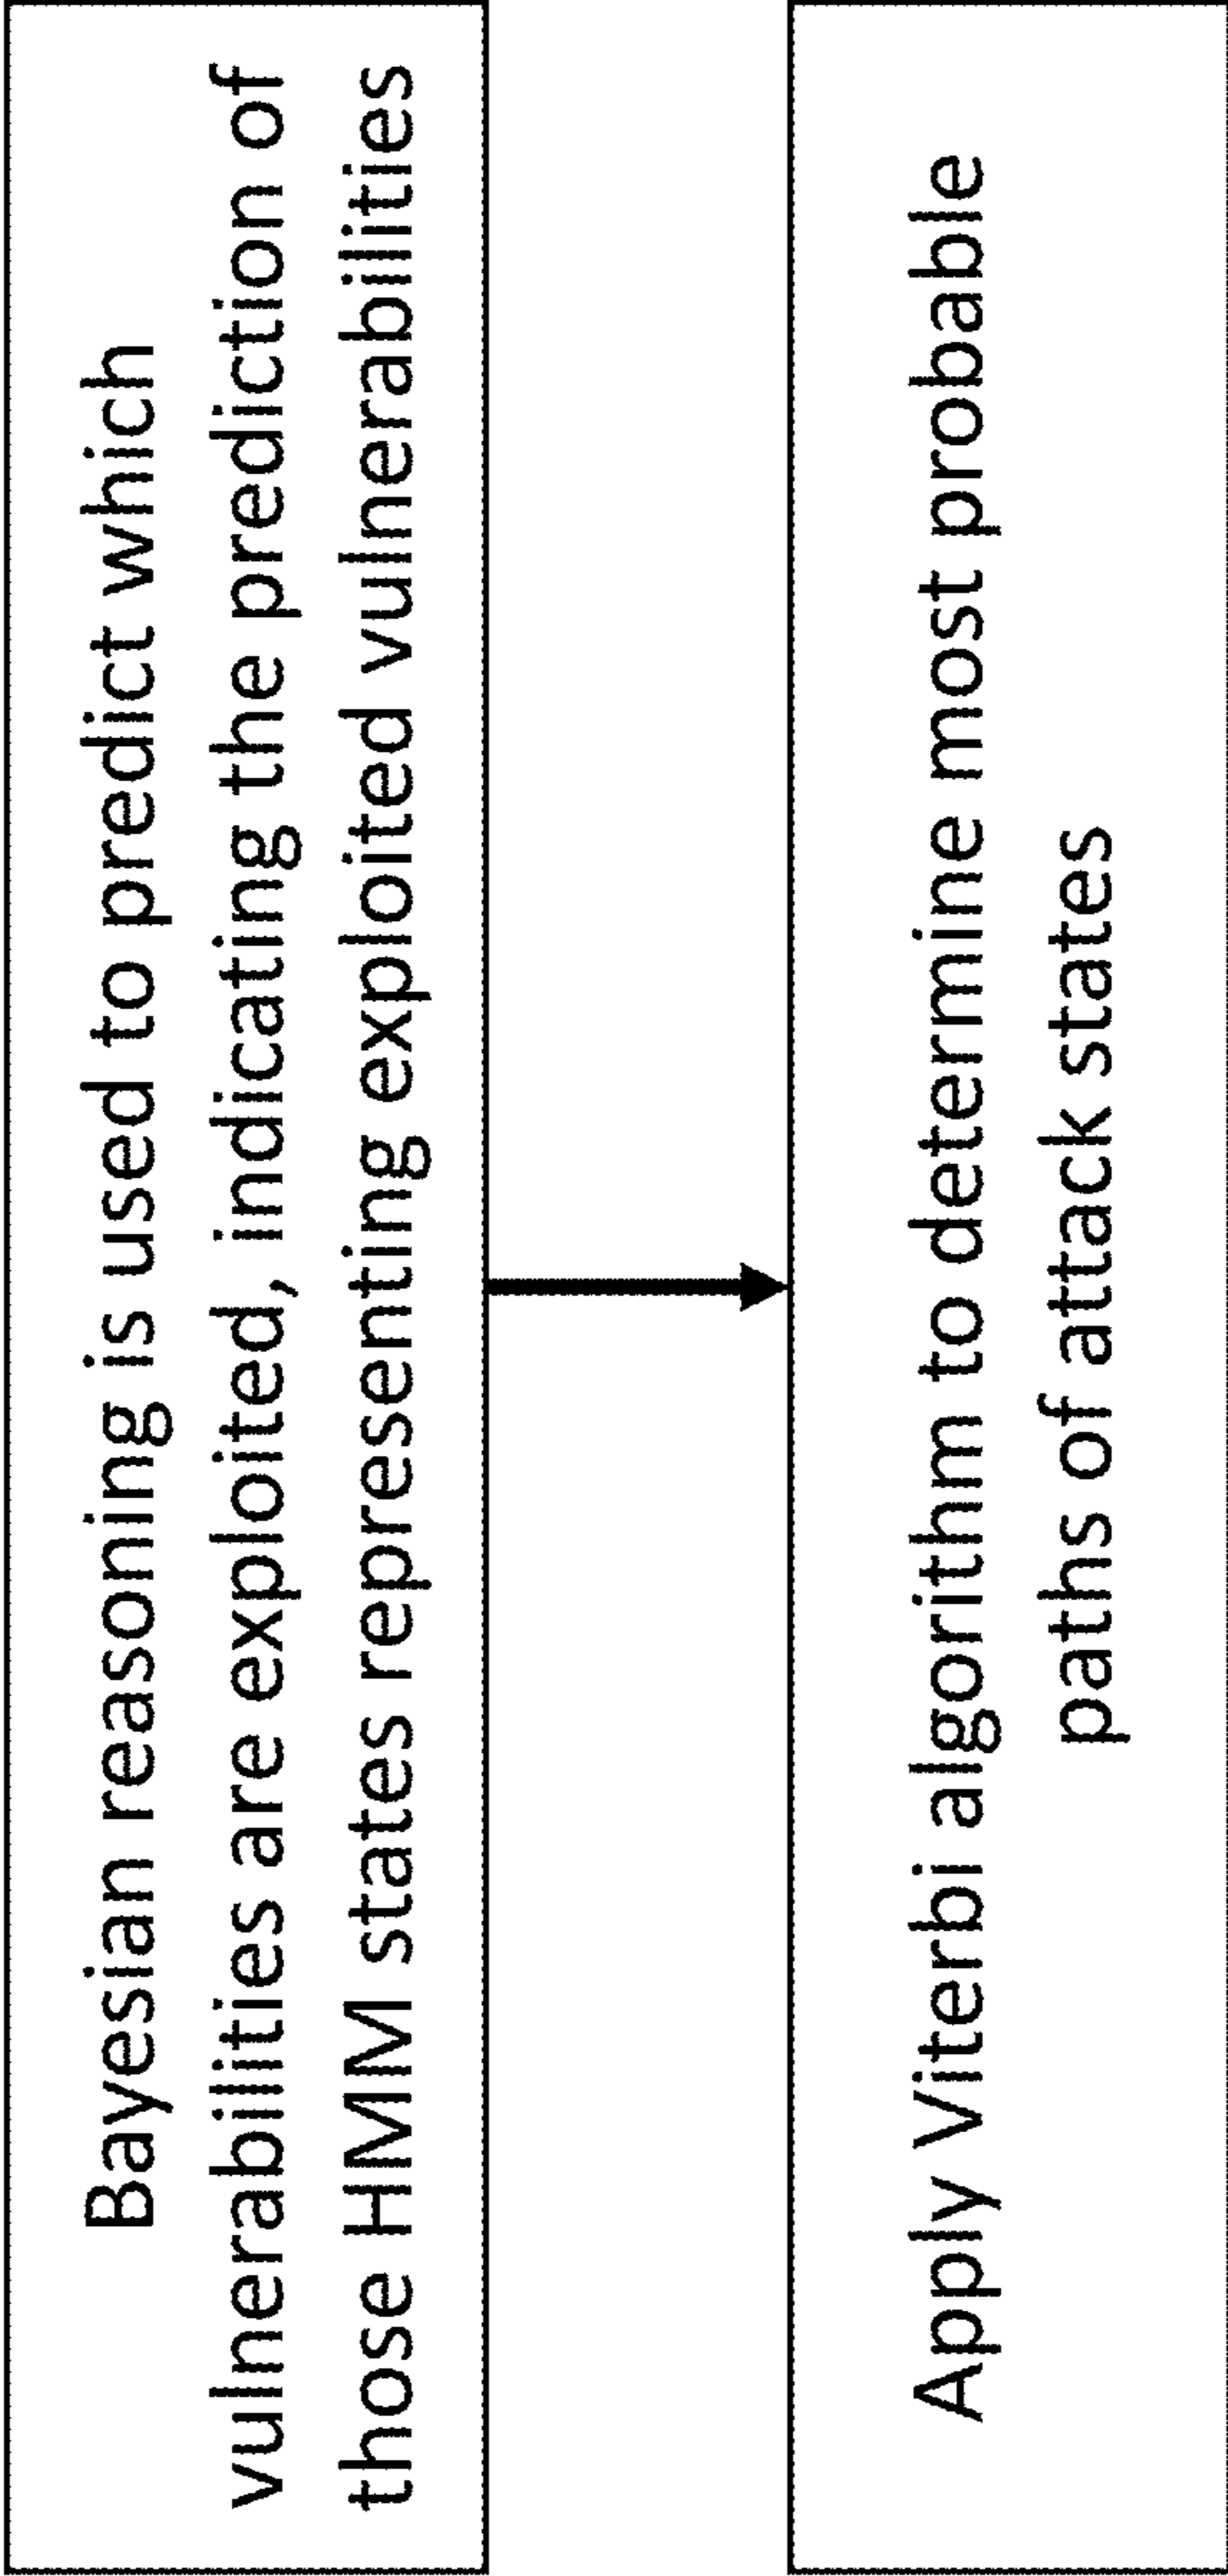 Bayesian reasoning is used to predict which
vulnerabilities are exploited, indicating the prediction of
those HMM states representing exploited vulnerabilities
Apply Viterbi algorithm to determine most probable
paths of attack states